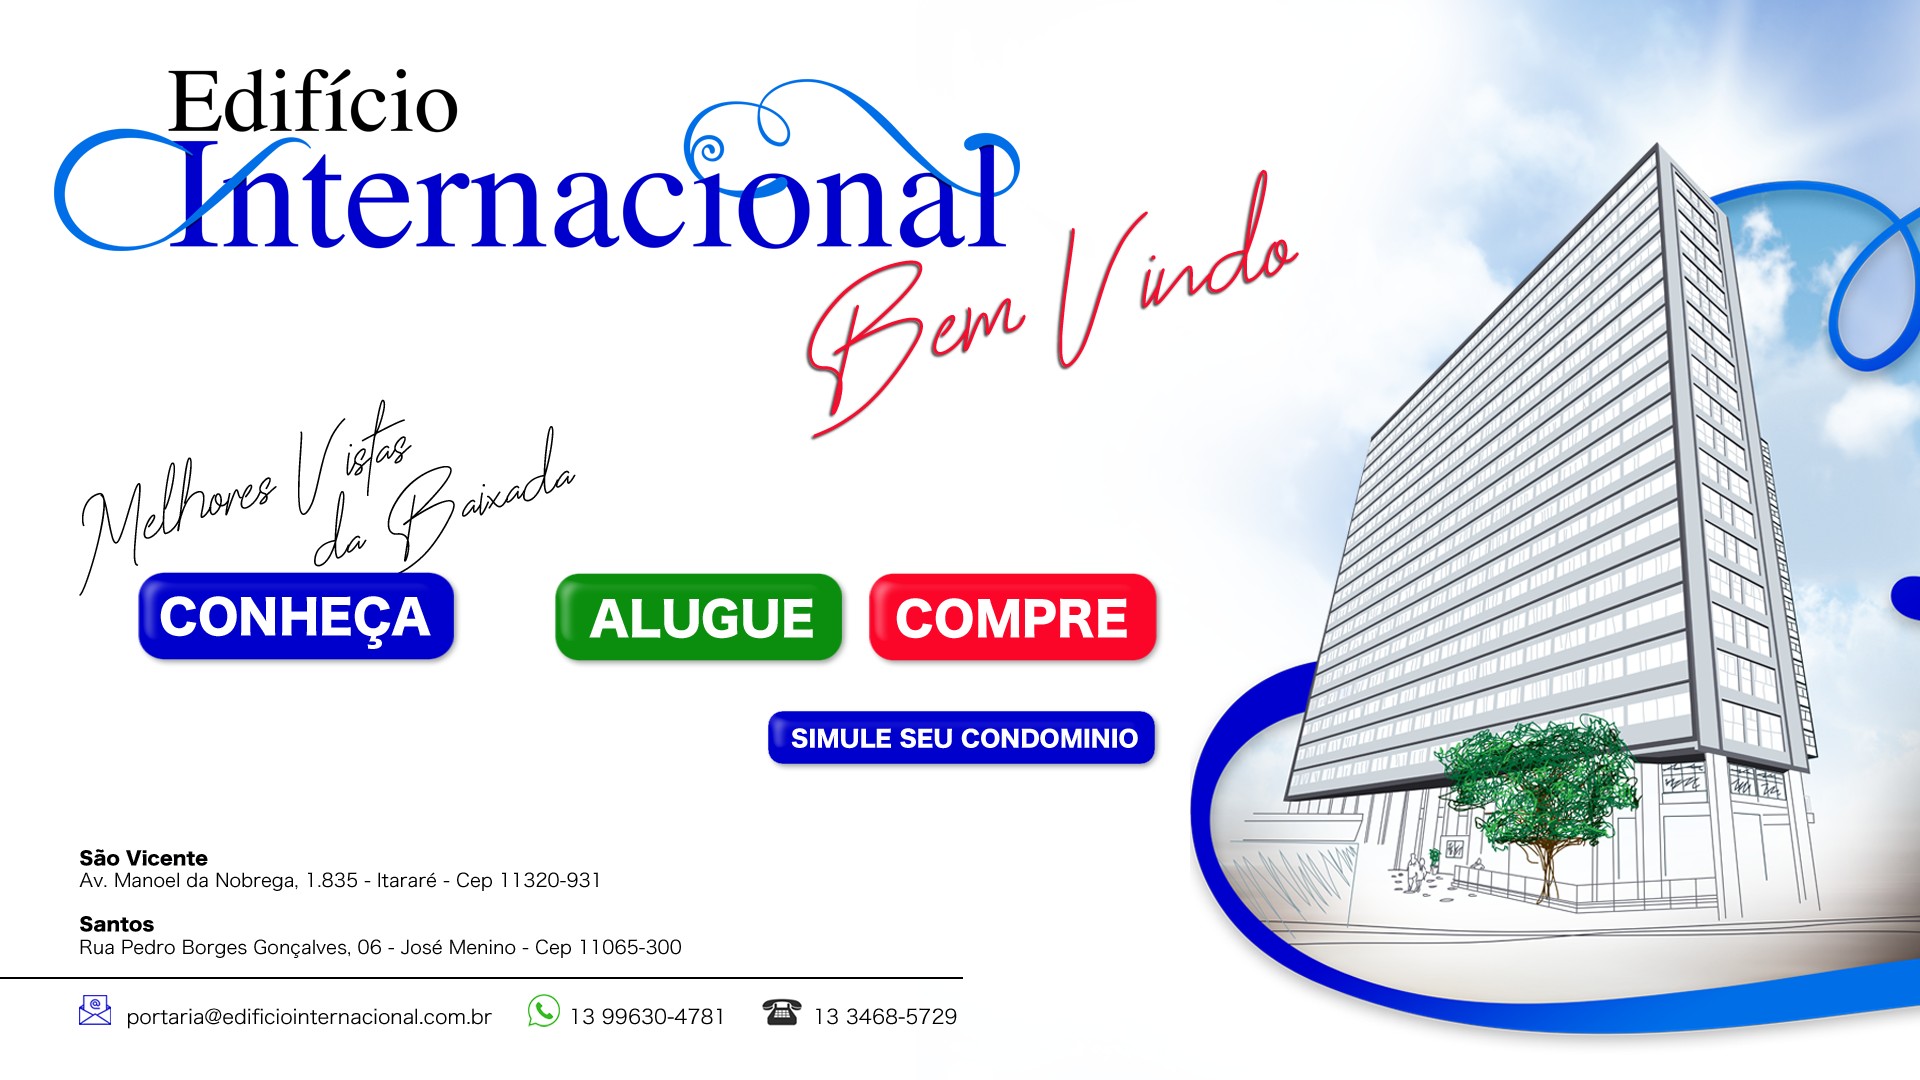 Edifício
Internacional
Bem Vindo
Melhores Vistas
da Baixada
CONHEÇA
ALUGUE
COMPRE
SIMULE SEU CONDOMINIO
São Vicente
Av. Manoel da Nobrega, 1.835 - Itararé - Cep 11320-931
Santos
Rua Pedro Borges Gonçalves, 06 - José Menino - Cep 11065-300
portaria@edificiointernacional.com.br
13 99630-4781
13 3468-5729